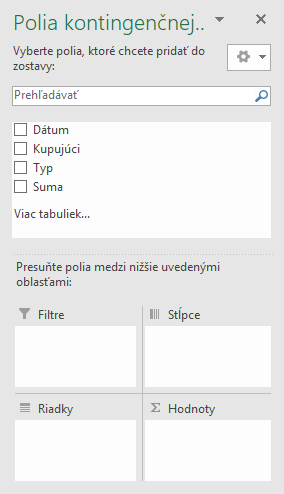 Polia kontingenčnej..
Vyberte polia, ktoré chcete pridať do
zostavy:
Prehľadávať
Dátum
Kupujúci
Typ
Suma
Viac tabuliek...
Presuňte polia medzi nižšie uvedenými
oblasťami:
Filtre
Stĺpce
Riadky
Σ Hodnoty